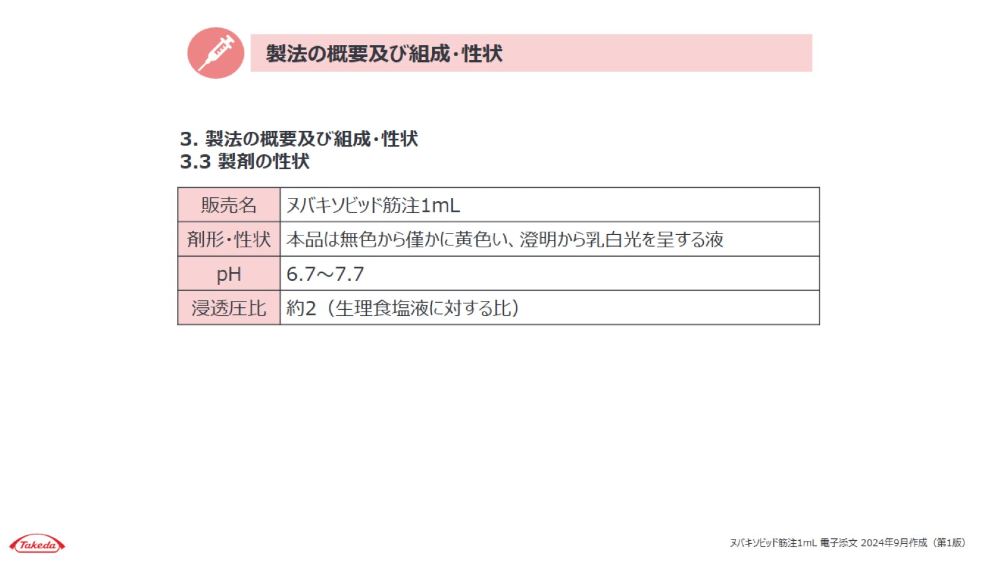 製法の概要及び組成･性状
3. 製法の概要及び組成･性状
3.3 製剤の性状
販売名 ヌバキソビッド筋注1mL
剤形・性状 本品は無色から僅かに黄色い、澄明から乳白光を呈する液
pH 6.7～7.7
浸透圧比 約2（生理食塩液に対する比）
Takeda
ヌバキソビッド筋注1mL 電子添文 2024年9月作成（第1版）